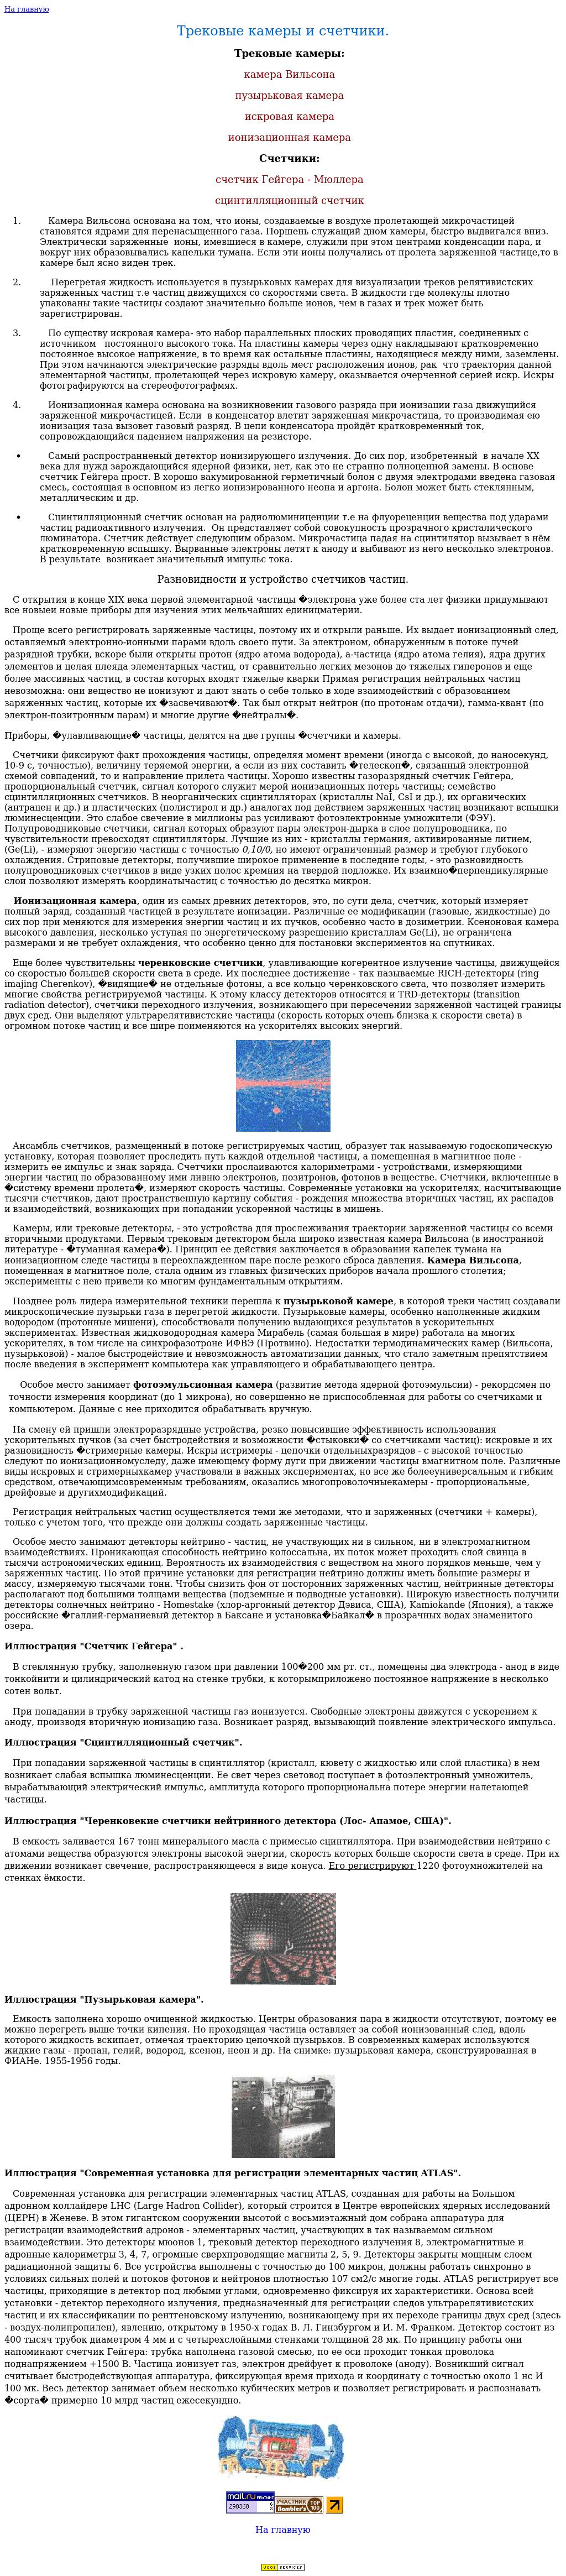 На главную
Трековые камеры и счетчики.
Трековые камеры:
камера Вильсона
пузырьковая камера
искровая камера
ионизационная камера
Счетчики:
счетчик Гейгера - Мюллера
сцинтилляционный счетчик
1. Камера Вильсона основана на том, что ионы, создаваемые в воздухе пролетающей микрочастицей
становятся ядрами для перенасыщенного газа. Поршень служащий дном камеры, быстро выдвигался вниз.
Электрически заряженные ионы, имевшиеся в камере, служили при этом центрами конденсации пара, и
вокруг них образовывались капельки тумана. Если эти ионы получались от пролета заряженной частице,то в
камере был ясно виден трек.
2. Перегретая жидкость используется в пузырьковых камерах для визуализации треков релятивистских
заряженных частиц т.е частиц движущихся со скоростями света. В жидкости где молекулы плотно
упакованы такие частицы создают значительно больше ионов, чем в газах и трек может быть
зарегистрирован.
3. По существу искровая камера- это набор параллельных плоских проводящих пластин, соединенных с
источником постоянного высокого тока. На пластины камеры через одну накладывают кратковременно
постоянное высокое напряжение, в то время как остальные пластины, находящиеся между ними, заземлены.
При этом начинаются электрические разряды вдоль мест расположения ионов, рак что траектория данной
элементарной частицы, пролетающей через искровую камеру, оказывается очерченной серией искр. Искры
фотографируются на стереофотографмях.
4. Ионизационная камера основана на возникновении газового разряда при ионизации газа движущийся
заряженной микрочастицей. Если в конденсатор влетит заряженная микрочастица, то производимая ею
ионизация таза вызовет газовый разряд. В цепи конденсатора пройдёт кратковременный ток,
сопровождающийся падением напряжения на резисторе.
• Самый распространненый детектор ионизирующего излучения. До сих пор, изобретенный в начале XX
века для нужд зарождающийся ядерной физики, нет, как это не странно полноценной замены. В основе
счетчик Гейгера прост. В хорошо вакумированной герметичный болон с двумя электродами введена газовая
смесь, состоящая в основном из легко ионизированного неона и аргона. Болон может быть стеклянным,
металлическим и др.
• Сцинтилляционный счетчик основан на радиолюминиценции т.е на флуореценции вещества под ударами
частиц радиоактивного излучения. Он представляет собой совокупность прозрачного кристалического
люминатора. Счетчик действует следующим образом. Микрочастица падая на сцинтилятор вызывает в нём
кратковременную вспышку. Вырванные электроны летят к аноду и выбивают из него несколько электронов.
В результате возникает значительный импульс тока.
Разновидности и устройство счетчиков частиц.
С открытия в конце XIX века первой элементарной частицы �электрона уже более ста лет физики придумывают
все новыеи новые приборы для изучения этих мельчайших единицматерии.
Проще всего регистрировать заряженные частицы, поэтому их и открыли раньше. Их выдает ионизационный след,
оставляемый электронно-ионными парами вдоль своего пути. За электроном, обнаруженным в потоке лучей
разрядной трубки, вскоре были открыты протон (ядро атома водорода), а-частица (ядро атома гелия), ядра других
элементов и целая плеяда элементарных частиц, от сравнительно легких мезонов до тяжелых гиперонов и еще
более массивных частиц, в состав которых входят тяжелые кварки Прямая регистрация нейтральных частиц
невозможна: они вещество не ионизуют и дают знать о себе только в ходе взаимодействий с образованием
заряженных частиц, которые их �засвечивают�. Так был открыт нейтрон (по протонам отдачи), гамма-квант (по
электрон-позитронным парам) и многие другие �нейтралы�.
Приборы, �улавливающие� частицы, делятся на две группы �счетчики и камеры.
Счетчики фиксируют факт прохождения частицы, определяя момент времени (иногда с высокой, до наносекунд,
10-9 с, точностью), величину терхемой энергии, а если из них составить �телескоп�, связанный электронной
схемой совпадений, то и направление прилета частицы. Хорошо известны газоразрядный счетчик Гейгера,
пропорциональный счетчик, сигнал которого служит мерой ионизационных потерь частицы; семейство
сцинтилляционных счетчиков. В неорганических сцинтилляторах (кристаллы NaI, CsI и др.), их органических
(антрацен и др.) и пластических (полистирол и др.) аналогах под действием заряженных частиц возникают вспышки
люминесценции. Это слабое свечение в миллионы раз усиливают фотоэлектронные умножители (ФЭУ).
Полупроводниковые счетчики, сигнал которых образуют пары электрон-дырка в слое полупроводника, по
чувствительности превосходят сцинтилляторы. Лучшие из них - кристаллы германия, активированные литием,
(Ge(Li), - измеряют энергию частицы с точностью 0,10/0, но имеют ограниченный размер и требуют глубокого
охлаждения. Стриповые детекторы, получившие широкое применение в последние годы, - это разновидность
полупроводниковых счетчиков в виде узких полос кремния на твердой подложке. Их взаимно�перпендикулярные
слои позволяют измерять координаты частиц с точностью до десятка микрон.
Ионизационная камера, один из самых древних детекторов, это, по сути дела, счетчик, который измеряет
полный заряд, созданный частицей в результате ионизации. Различные ее модификации (газовые, жидкостные) до
сих пор при меняются для измерения энергии частиц и их пучков, особенно часто в дозиметрии. Ксеноновая камера
высокого давления, несколько уступая по энергетическому разрешению кристаллам Ge(Li), не ограничена
размерами и не требует охлаждения, что особенноценно для постановки экспериментов на спутниках.
Еще более чувствительны черенковские счетчики, улавливающие когерентное излучение частицы, движущейся
со скоростью большей скорости света в среде. Их последнее достижение - так называемые RICH-детекторы (ring
imajing Cherenkov), �видящие� не отдельные фотоны, а все кольцо черенковского света, что позволяет измерить
многие свойства регистрируемой частицы. К этому классу детекторов относятся и TRD-детекторы (transition
radiation detector), счетчики переходного излучения, возникающего при пересечении заряженной частицей границы
двух сред. Они выделяют ультрарелятивистские частицы (скорость которых очень близка к скорости света) в
огромном потоке частиц и все шире применяются на ускорителях высоких энергий.
Ансамбль счетчиков, размещенный в потоке регистрируемых частиц, образует так называемую годоскопическую
установку, котораяа позволяет проследить путь каждой отдельной частицы, а помещенная в магнитное поле -
измерить ее импульс и знак заряда. Счетчики прославиются калориметрами - устройствами, измеряющими
энергии частиц по образованному ими ливню электронов, позитронов, фотонов в веществе. Счетчики, включенные в
�систему времени пролета�, измеряют скорость частицы. Современные установки на ускорителях, насчитывающие
тысячи счетчиков, дают пространственную картину события - рождения множества вторичных частиц, их распадов
и взаимодействий, возникающих при попадании ускоренной частицы в мишень.
Камеры, или трековые детекторы, - это устройства для прослеживания траектории заряженной частицы со всеми
вторичными продуктами. Первым трековым детектором была широко известная камера Вильсона (в иностранной
литературе - �туманная камера�). Принцип ее действия заключается в образовании капелек тумана на
ионизационном следе частицы в переохлажденном паре после резкого сброса давления. Камера Вильсона,
помещенная в магнитное поле, стала одним из главных физических приборов начала прошлого столетия;
эксперименты с нею привели ко многим фундаментальным открытиям.
Позднее роль лидера измерительной техники перешла к пузырьковой камере, в которой треки частиц создавали
микроскопические пузырьки газа в перегретой жидкости. Пузырьковые камеры, особенно наполненные жидким
водородом (протонные мишени), способствовали получению выдающихся результатов в ускорительных
экспериментах. Известная жидководородная камера Мирабель (самая большая в мире) работала на многих
ускорителях, в том числе на синхрофазотроне ИФВЭ (Протвино). Недостатки термодинамических камер (Вильсона,
пузырьковой) - малое быстродействие и невозможность автоматизации данных, что стало заметным препятствием
после введения в эксперимент компьютера как управляющего и обрабатывающего центра.
Особое место занимает фотоэмульсионная камера (развитие метода ядерной фотоэмульсии) - рекордсмен по
точности измерения координат (до 1 микрона), но совершенно не приспособленная для работы со счетчиками и
компьютером. Данные с нее приходится обрабатывать вручную.
На смену ей пришли электроразрядные устройства, резко повысившие эффективность использования
ускорительных пучков (за счет быстродействия и возможности �стыковки� со счетчиками частиц): искровые и их
разновидность �стримерные камеры. Искры истримеры - цепочки отдельныхразрядов - с высокой точностью
следуют по ионизационномуследу, даже имеющему форму дуги при движении частицы вмагнитном поле. Различные
виды искровых и стримерныхкамер участвовали в важных экспериментах, но все же болееуниверсальным и гибким
средством, отвечающимсовременным требованиям, оказались многопроволочныекамеры - пропорциональные,
дрейфовые и другихмодификаций.
Регистрация нейтральных частиц осуществляется теми же методами, что и заряженных (счетчики + камеры),
только с учетом того, что прежде они должны создать заряженные частицы.
Особое место занимают детекторы нейтрино - частиц, не участвующих ни в сильном, ни в электромагнитном
взаимодействиях. Проникающая способность нейтрино колоссальна, их поток может проходить слой свинца в
тысячи астрономических единиц. Вероятность их взаимодействия с веществом на много порядков меньше, чем у
заряженных частиц. По этой причине установки для регистрации нейтрино должны иметь большие размеры и
массу, измеряемую тысячами тонн. Чтобы снизить фон от посторонних заряженных частиц, нейтринные детекторы
располагают под большими толщами вещества (подземные и подводные установки). Широкую известность получили
детекторы солнечных нейтрино - Homestake (хлор-аргонный детектор Дэвиса, США), Kamiokande (Япония), а также
российские �галлий-германиевый детектор в Баксане и установка�Байкал� в прозрачных водах знаменитого
озера.
Иллюстрация "Счетчик Гейгера" .
В стеклянную трубку, заполненную газом при давлении 100�200 мм рт. ст., помещены два электрода - анод в виде
тонкойнити и цилиндрический катод на стенке трубки, к которымприложено постоянное напряжение в несколько
сотен вольт.
При попадании в трубку заряженной частицы газ ионизуется. Свободные электроны движутся с ускорением к
аноду, производя вторичную ионизацию газа. Возникает разряд, вызывающий появление электрического импульса.
Иллюстрация "Сцинтилляционный счетчик".
При попадании заряженной частицы в сцинтиллятор (кристалл, кювету с жидкостью или слой пластика) в нем
возникает слабая вспышка люминесценции. Ее свет через световод поступает в фотоэлектронный умножитель,
вырабатывающий электрический импульс, амплитуда которого пропорциональна потере энергии налетающей
частицы.
Иллюстрация "Черенковекие счетчики нейтринного детектора (Лос- Апамое, США)".
В емкость заливается 167 тонн минерального масла с примесью сцинтиллятора. При взаимодействии нейтрино с
атомами вещества образуются электроны высокой энергии, скорость которых больше скорости света в среде. При их
движении возникает свечение, распространяющееся в виде конуса. Его регистрируют 1220 фотоумножителей на
стенках ёмкости.
Иллюстрация "Пузырьковая камера".
Емкость заполнена хорошо очищенной жидкостью. Центры образования пара в жидкости отсутствуют, поэтому ее
можно перегреть выше точки кипения. Но проходящая частица оставляет за собой ионизованный след, вдоль
которого жидкость вскипает, отмечая траекторию цепочкой пузырьков. В современных камерах используются
жидкие газы - пропан, гелий, водород, ксенон, неон и др. На снимке: пузырьковая камера, сконструированная в
ФИАНе. 1955-1956 годы.
Иллюстрация "Современная установка для регистрации элементарных частиц ATLAS".
Современная установка для регистрации элементарных частиц ATLAS, созданная для работы на Большом
адронном коллайдере LHC (Large Hadron Collider), который строится в Центре европейских ядерных исследований
(ЦЕРН) в Женеве. В этом гигантском сооружении высотой с восьмиэтажный дом собрана аппаратура для
регистрации взаимодействий адронов - элементарных частиц, участвующих в так называемом сильном
взаимодействии. Это детекторы мюонов 1, трековый детектор переходного излучения 8, электромагнитные и
адронные калориметры 3, 4, 7, огромные сверхпроводящие магниты 2, 5, 9. Детекторы закрыты мощным слоем
радиационной защиты 6. Все устройства выполнены с точностью до 100 микрон, должны работать синхронно в
условиях сильных полей и потоков фотонов и нейтронов плотностью 107 см2/с многие годы. ATLAS регистрирует все
частицы, приходящие в детектор под любыми углами, одновременно фиксируя их характеристики. Основа всей
установки - детектор переходного излучения, предназначенный для регистрации следов ультрарелятивистских
частиц и их классификации по рентгеновскому излучению, возникающему при их переходе границы двух сред (здесь
- воздух-полипропилен), явлению, открытому в 1950-х годах В. Л. Гинзбургом и И. М. Франком. Детектор состоит из
400 тысяч трубок диаметром 4 мм и с четырехслойными стенками толщиной 28 мк. По принципу работы они
напоминают счетчик Гейгера: трубка наполнена газовой смесью, по ее оси проходит тонкая проволока
поднапряжением +1500 В. Частица ионизует газ, электрон дрейфует к проволоке (аноду). Возникший сигнал
считывает быстродействующая аппаратура, фиксирующая время прихода и координату с точностью около 1 нс И
100 мк. Весь детектор занимает объем несколько кубических метров и позволяет регистрировать и распознавать
�сорта� примерно 10 млрд частиц ежесекундно.
mail.ru РЕЙТИНГ
298368
УЧАСТНИК
Rambler's
TOP
100
На главную
UCOZ SERVICES